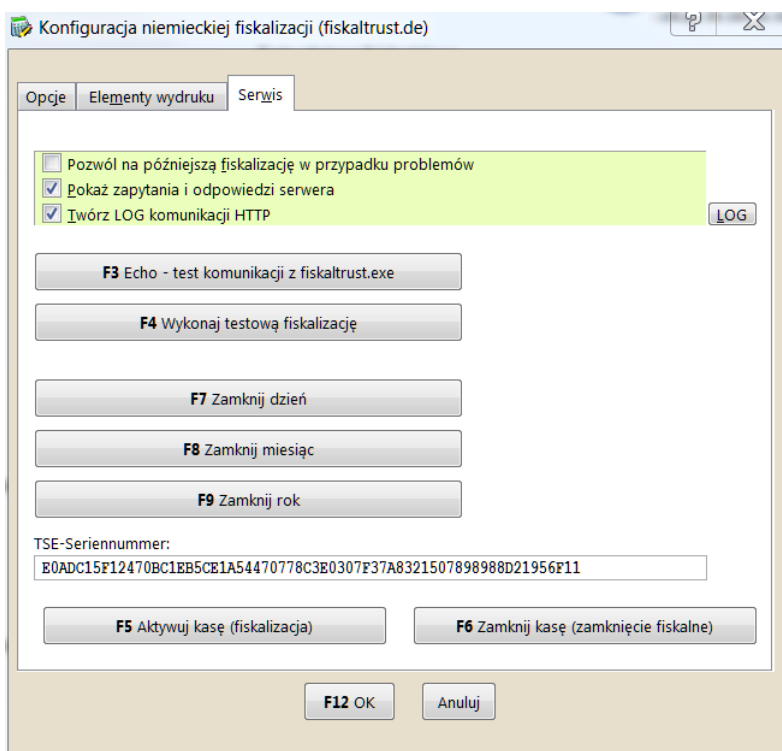 Konfiguracja niemieckiej fiskalizacji (fiskaltrust.de)
Opcje Elementy wydruku Serwis
Pozwól na późniejszą fiskalizację w przypadku problemów
Pokaż zapytania i odpowiedzi serwera
Twórz LOG komunikacji HTTP LOG
F3 Echo - test komunikacji z fiskaltrust.exe
F4 Wykonaj testową fiskalizację
F7 Zamknij dzień
F8 Zamknij miesiąc
F9 Zamknij rok
TSE-Seriennummer:
E0ADC15F12470BC1EB5CE1A54470778C3E0307F37A8321507898988D21956F11
F5 Aktywuj kasę (fiskalizacja) F6 Zamknij kasę (zamknięcie fiskalne)
F12 OK Anuluj